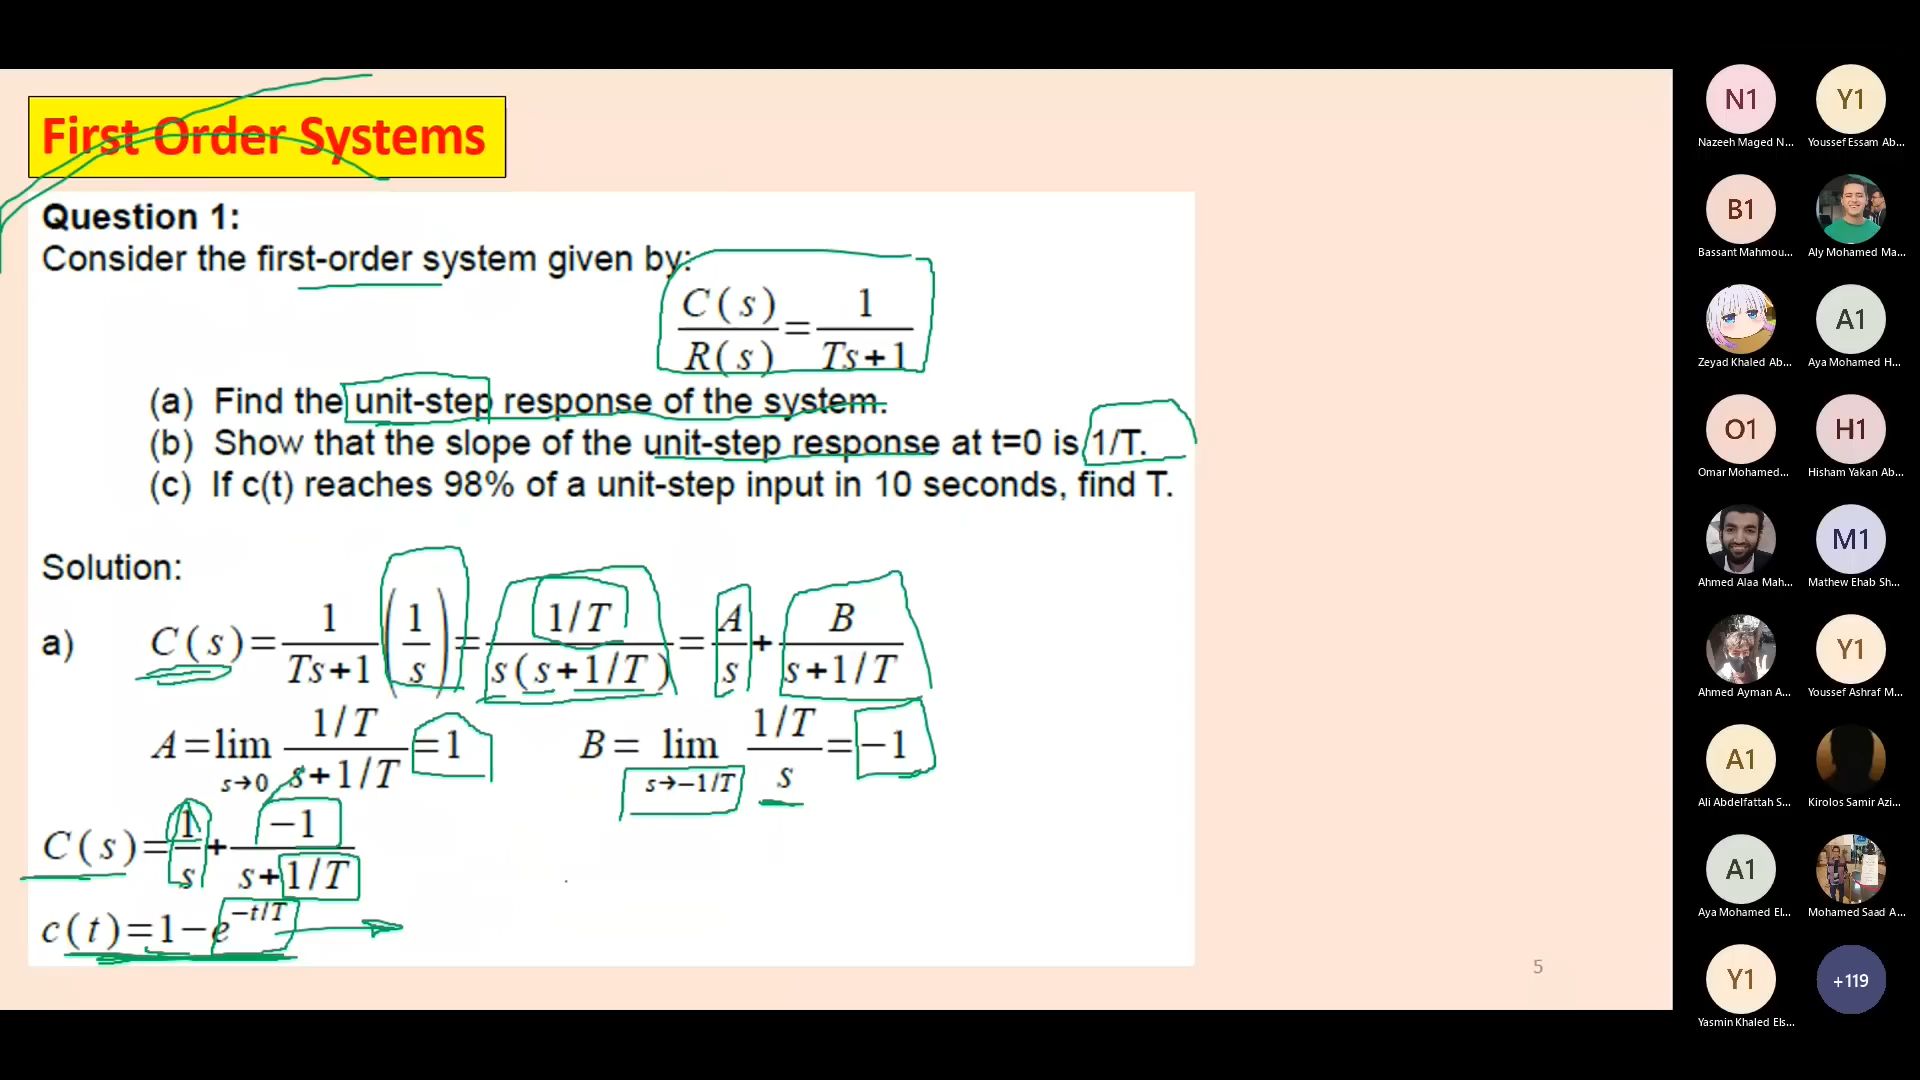 First Order Systems
Question 1:
Consider the first-order system given by:
C(s)/R(s) = 1/(Ts+1)
(a) Find the unit-step response of the system.
(b) Show that the slope of the unit-step response at t=0 is 1/T.
(c) If c(t) reaches 98% of a unit-step input in 10 seconds, find T.
Solution:
a) C(s) = 1/(Ts+1) (1/s) = (1/T)/(s(s+1/T)) = A/s + B/(s+1/T)
A = lim s→0 (1/T)/(s+1/T) = 1 B = lim s→−1/T (1/T)/s = −1
C(s) = 1/s + −1/(s+1/T)
c(t) = 1−e^(−t/T)
5
N1 Y1
Nazeeh Maged N... Youssef Essam Ab...
B1
Bassant Mahmou... Aly Mohamed Ma...
A1
Zeyad Khaled Ab... Aya Mohamed H...
O1 H1
Omar Mohamed... Hisham Yakan Ab...
M1
Ahmed Alaa Mah... Mathew Ehab Sh...
Y1
Ahmed Ayman A... Youssef Ashraf M...
A1
Ali Abdelfattah S... Kirolos Samir Azi...
A1
Aya Mohamed El... Mohamed Saad A...
Y1 +119
Yasmin Khaled Els...